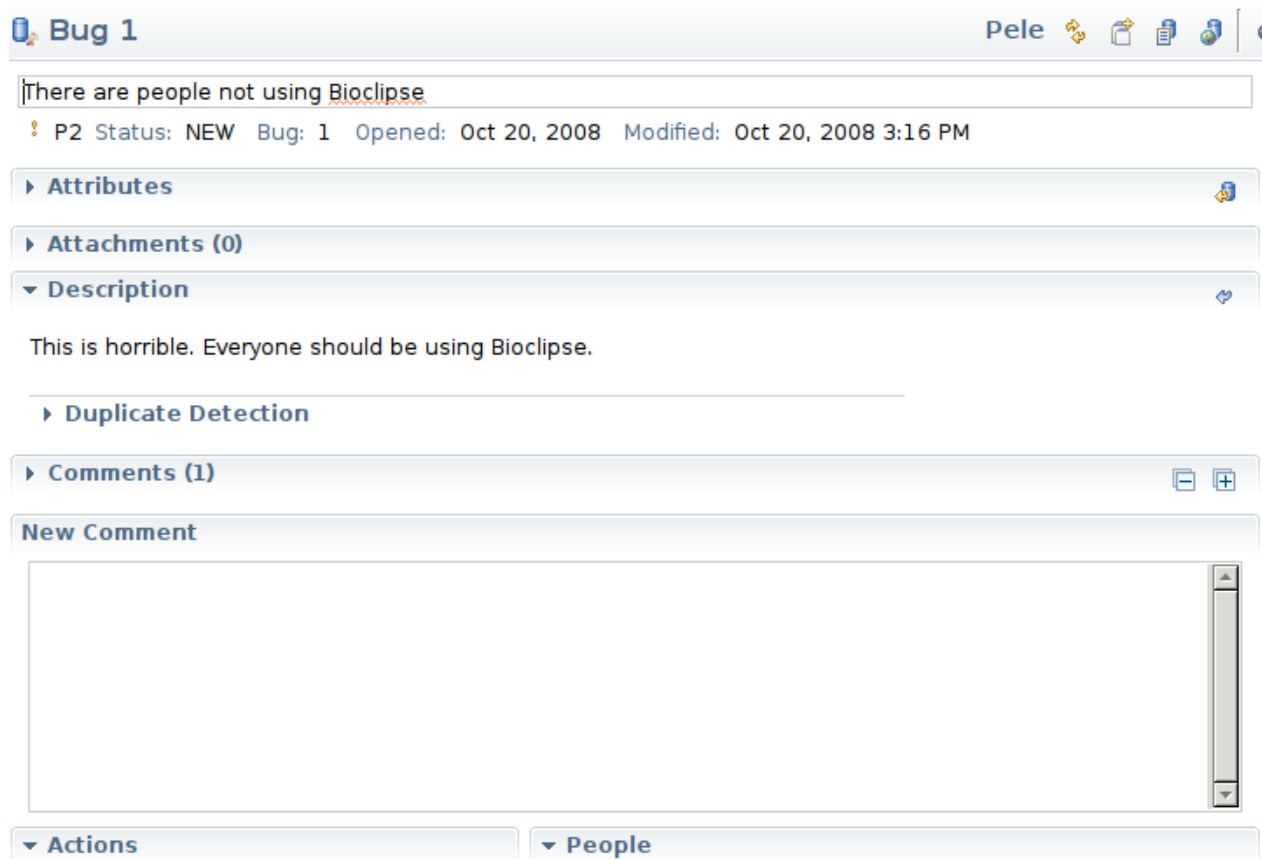 Bug 1 Pele
There are people not using Bioclipse
P2 Status: NEW Bug: 1 Opened: Oct 20, 2008 Modified: Oct 20, 2008 3:16 PM
Attributes
Attachments (0)
Description
This is horrible. Everyone should be using Bioclipse.
Duplicate Detection
Comments (1)
New Comment
Actions People